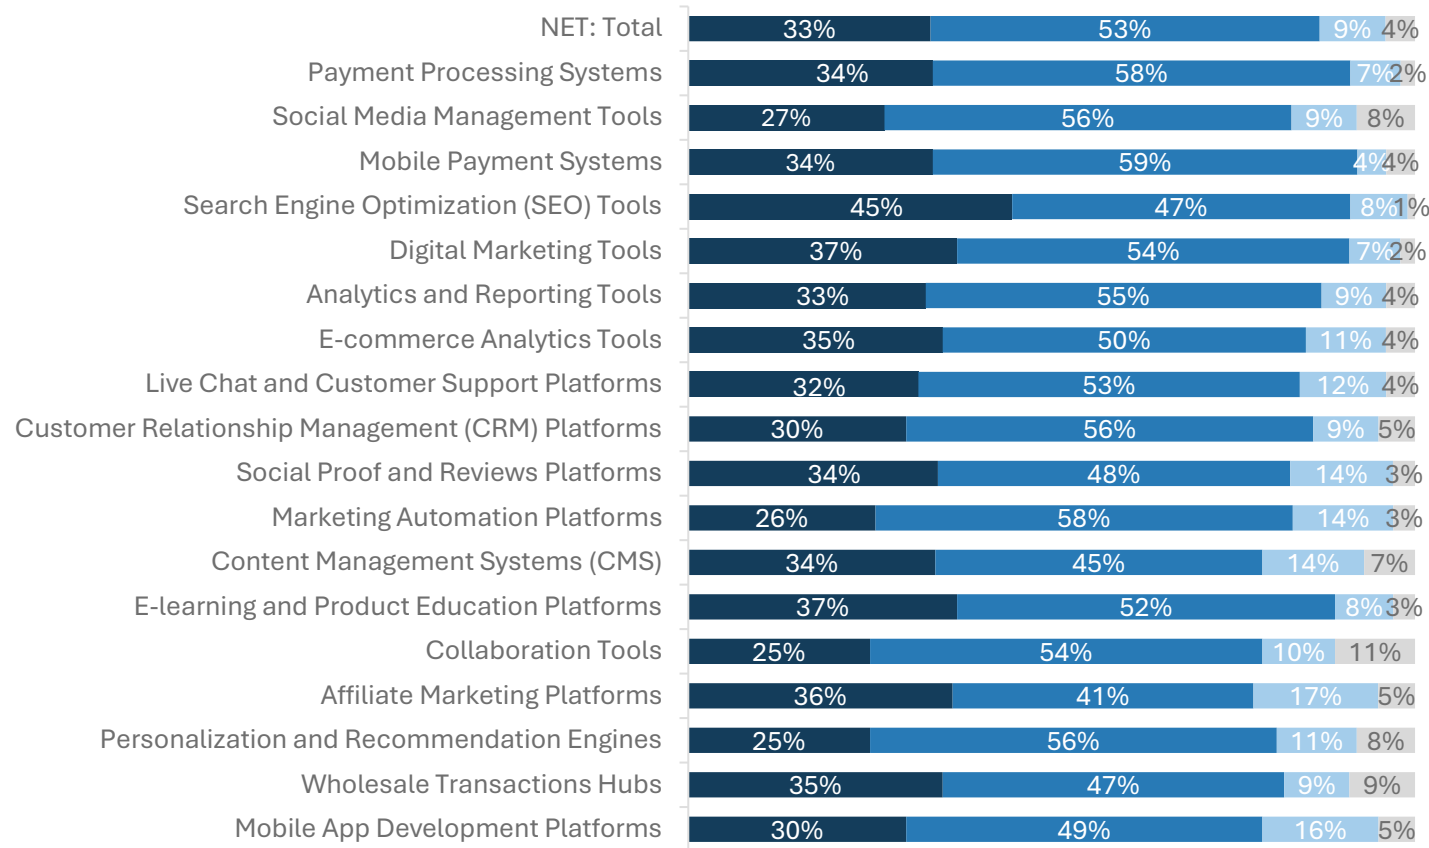 NET: Total 33% 53% 9% 4%
Payment Processing Systems 34% 58% 7% 2%
Social Media Management Tools 27% 56% 9% 8%
Mobile Payment Systems 34% 59% 4% 4%
Search Engine Optimization (SEO) Tools 45% 47% 8% 1%
Digital Marketing Tools 37% 54% 7% 2%
Analytics and Reporting Tools 33% 55% 9% 4%
E-commerce Analytics Tools 35% 50% 11% 4%
Live Chat and Customer Support Platforms 32% 53% 12% 4%
Customer Relationship Management (CRM) Platforms 30% 56% 9% 5%
Social Proof and Reviews Platforms 34% 48% 14% 3%
Marketing Automation Platforms 26% 58% 14% 3%
Content Management Systems (CMS) 34% 45% 14% 7%
E-learning and Product Education Platforms 37% 52% 8% 3%
Collaboration Tools 25% 54% 10% 11%
Affiliate Marketing Platforms 36% 41% 17% 5%
Personalization and Recommendation Engines 25% 56% 11% 8%
Wholesale Transactions Hubs 35% 47% 9% 9%
Mobile App Development Platforms 30% 49% 16% 5%